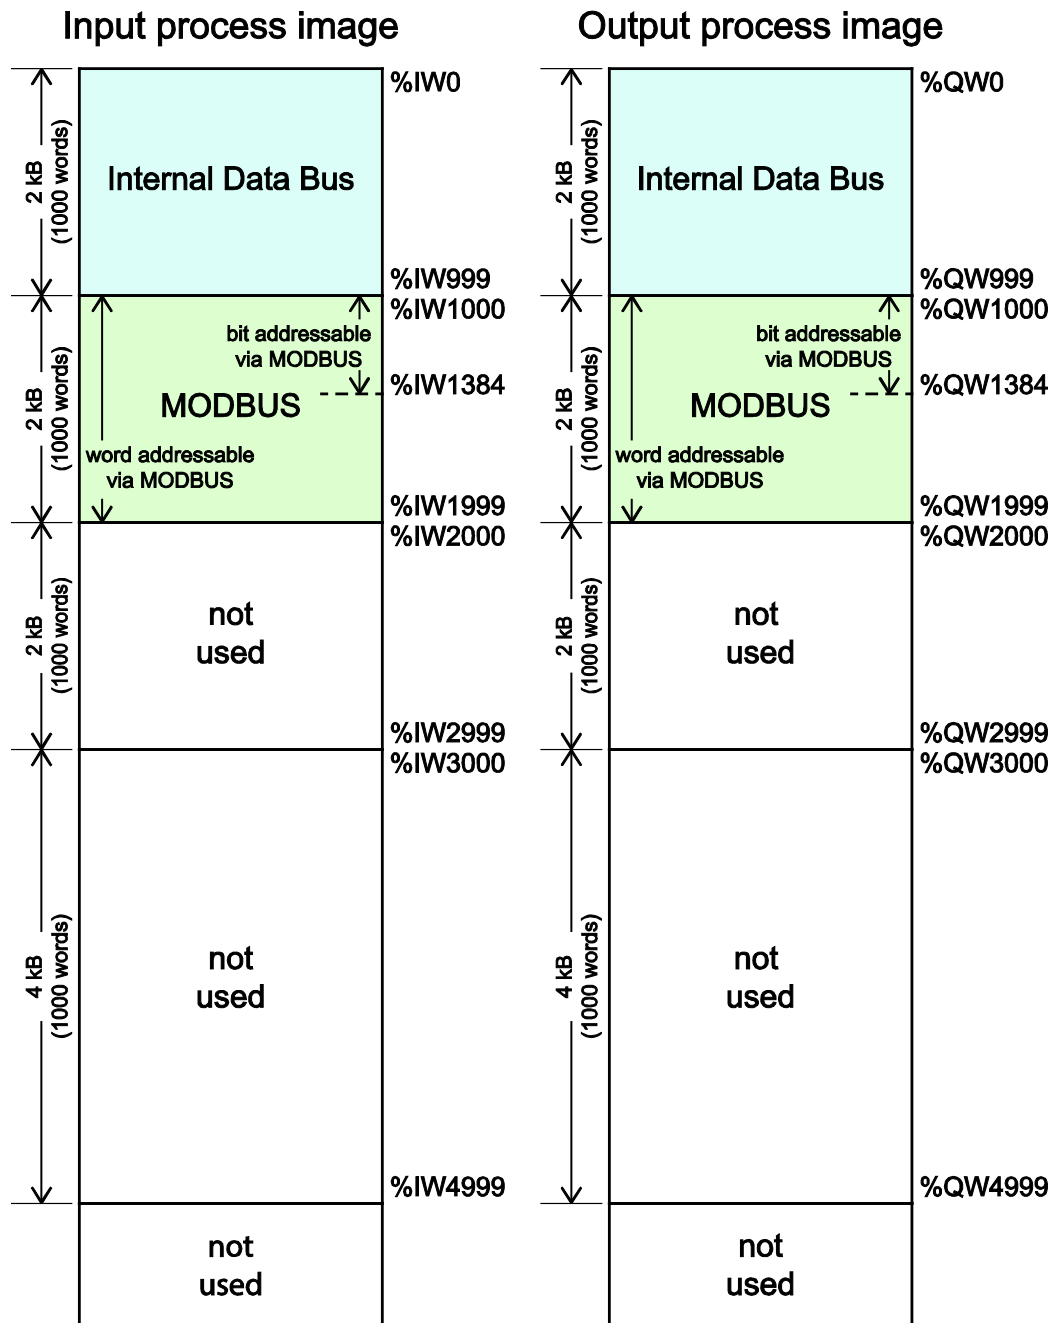 Input process image
%IW0
2 kB
(1000 words)
Internal Data Bus
%IW999
%IW1000
bit addressable
via MODBUS
%IW1384
2 kB
(1000 words)
MODBUS
word addressable
via MODBUS
%IW1999
%IW2000
2 kB
(1000 words)
not
used
%IW2999
%IW3000
4 kB
(1000 words)
not
used
%IW4999
not
used
Output process image
%QW0
2 kB
(1000 words)
Internal Data Bus
%QW999
%QW1000
bit addressable
via MODBUS
%QW1384
2 kB
(1000 words)
MODBUS
word addressable
via MODBUS
%QW1999
%QW2000
2 kB
(1000 words)
not
used
%QW2999
%QW3000
4 kB
(1000 words)
not
used
%QW4999
not
used